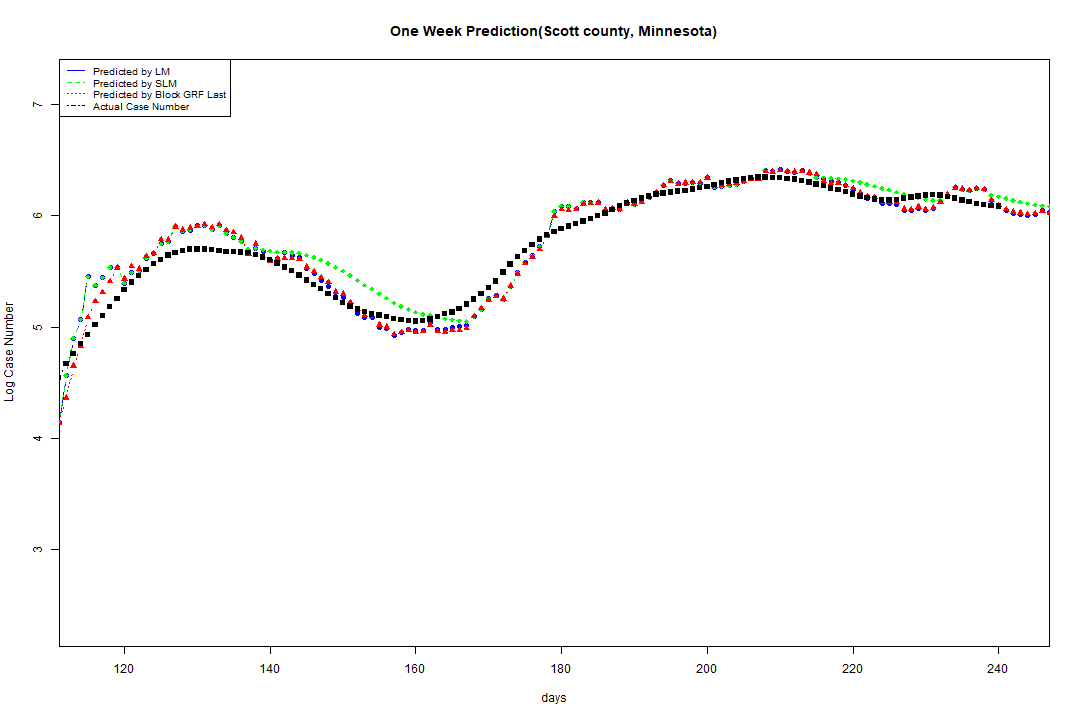 One Week Prediction(Scott county, Minnesota)
Predicted by LM
Predicted by SLM
Predicted by Block GRF Last
Actual Case Number
7
6
5
4
3
Log Case Number
120 140 160 180 200 220 240
days